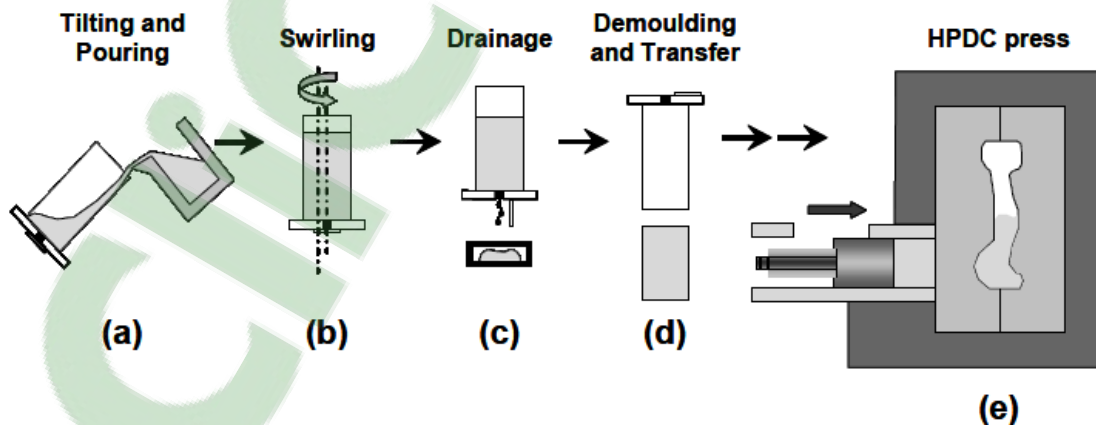 Tilting and
Pouring
Swirling
Drainage
Demoulding
and Transfer
HPDC press
(a)
(b)
(c)
(d)
(e)